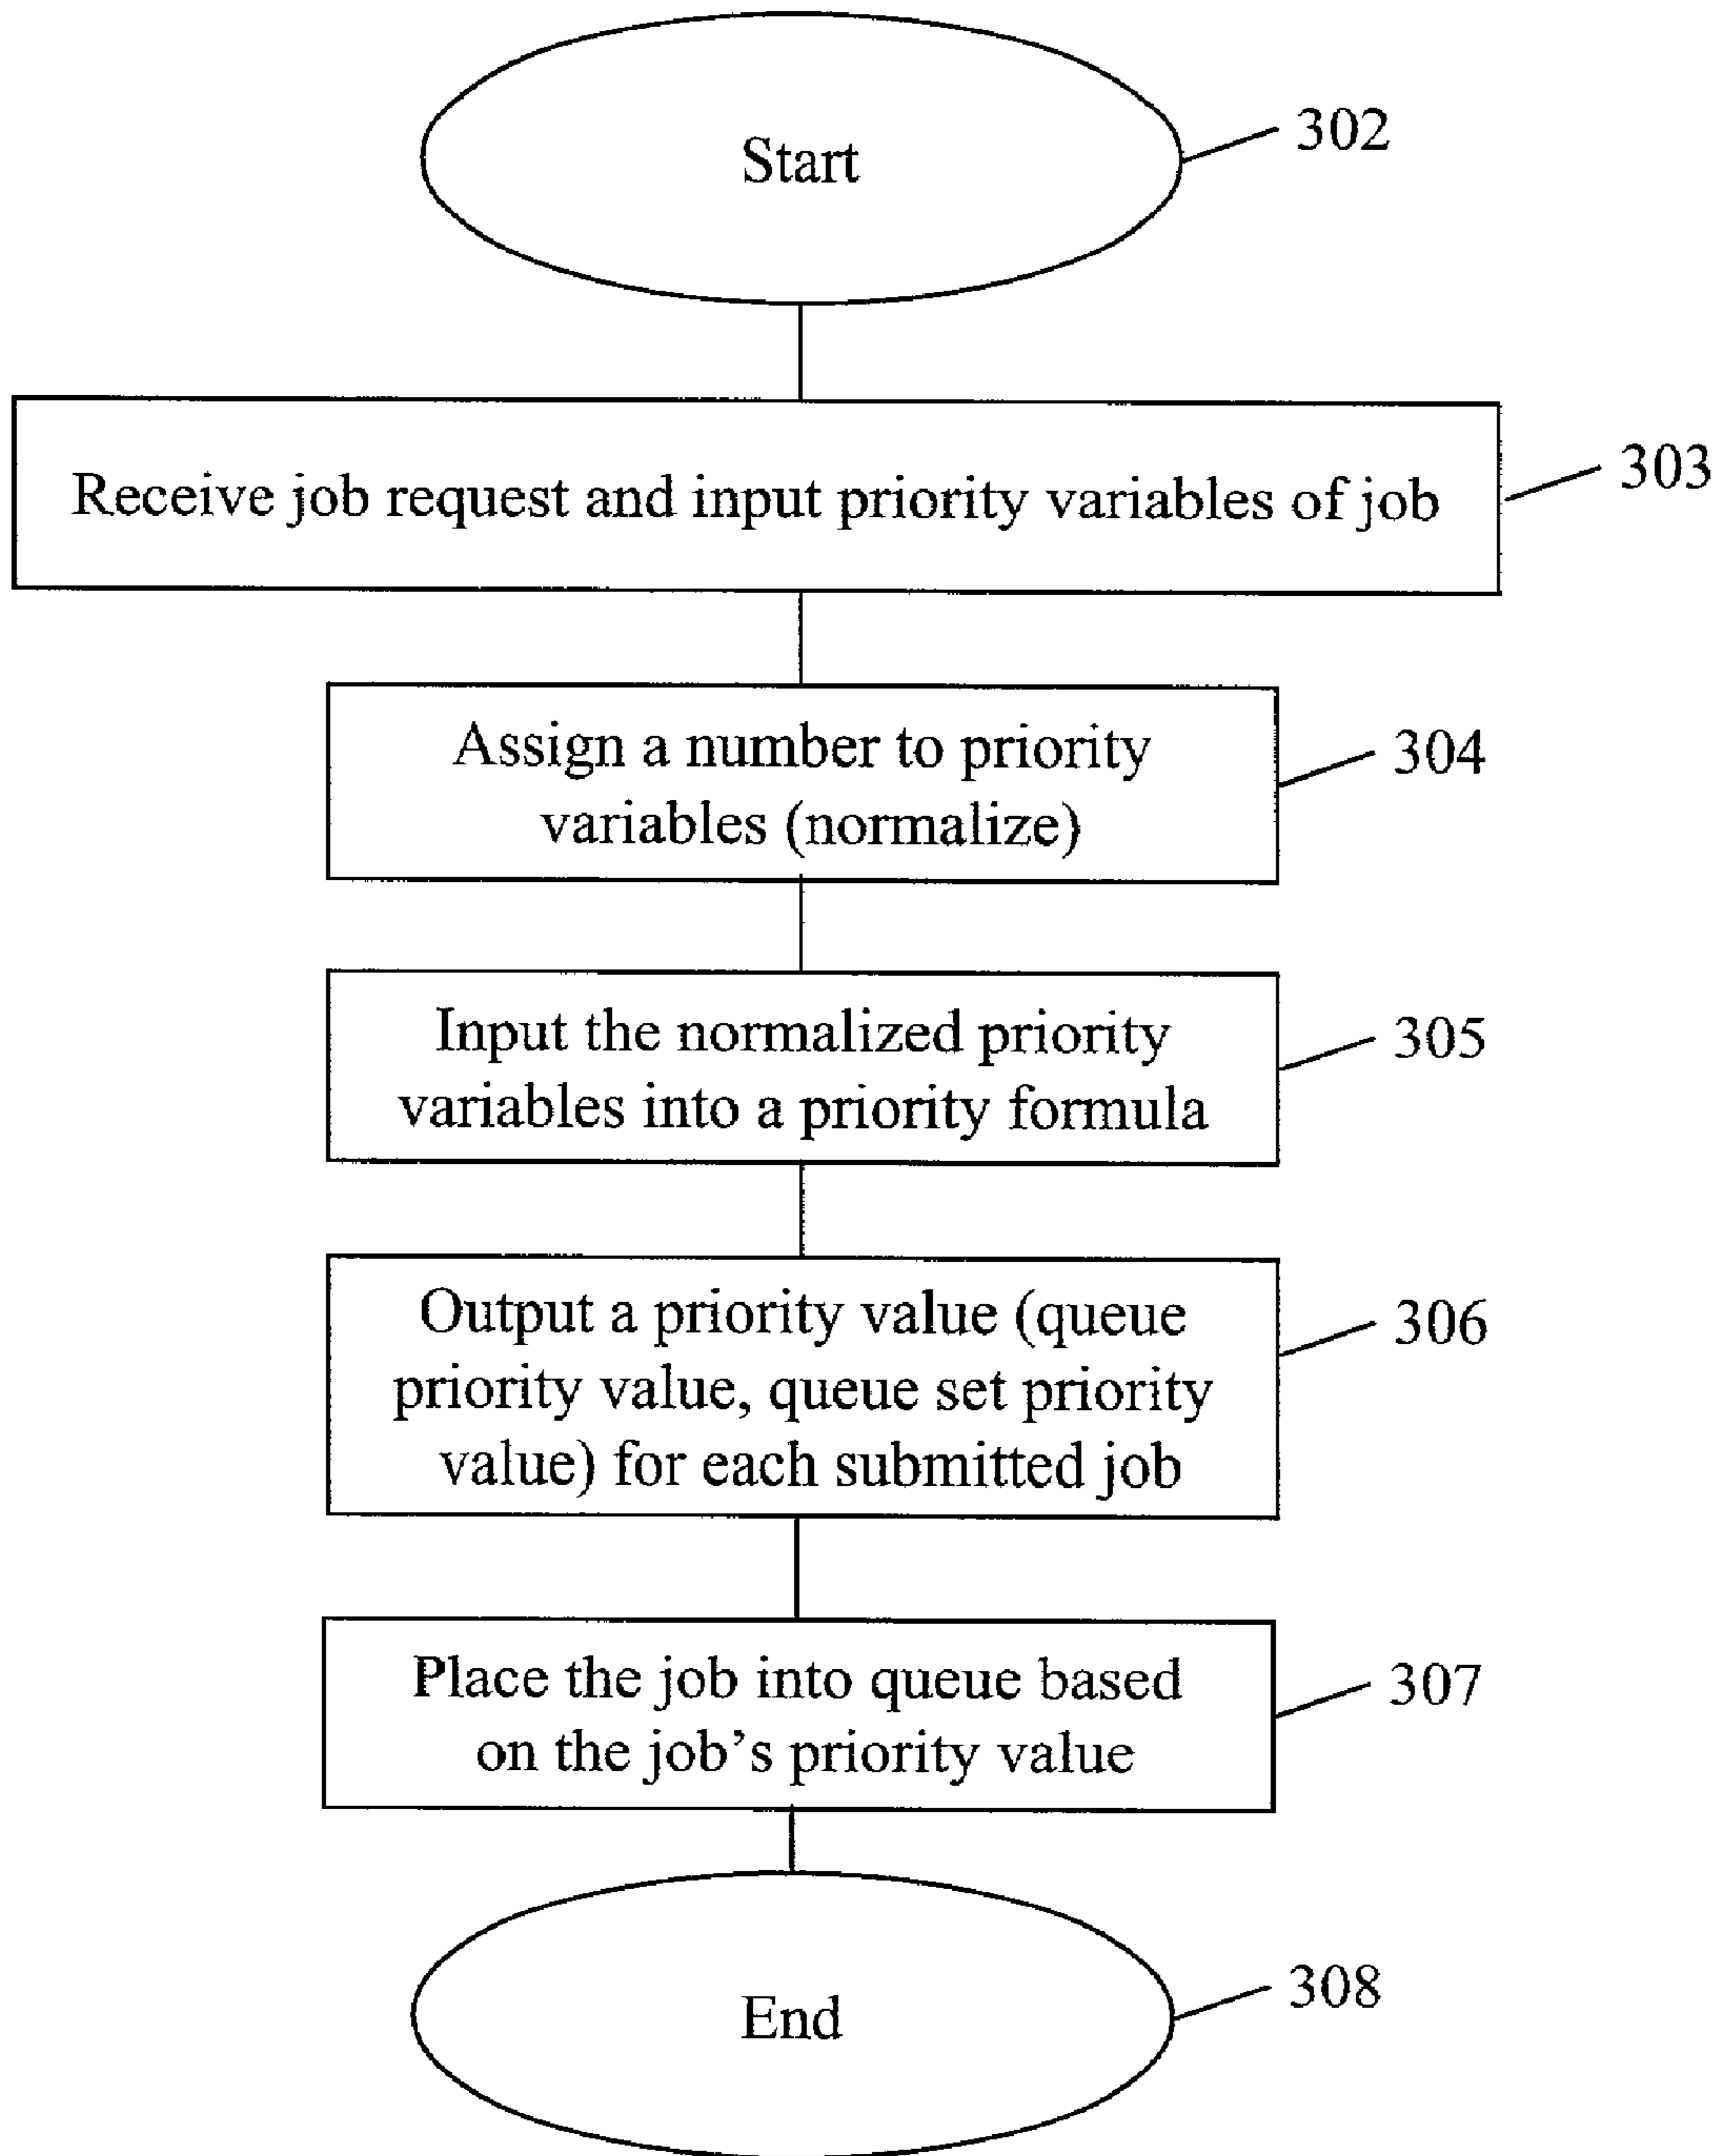 Start
302
Receive job request and input priority variables of job
303
Assign a number to priority
variables (normalize)
304
Input the normalized priority
variables into a priority formula
305
Output a priority value (queue
priority value, queue set priority
value) for each submitted job
306
Place the job into queue based
on the job’s priority value
307
End
308